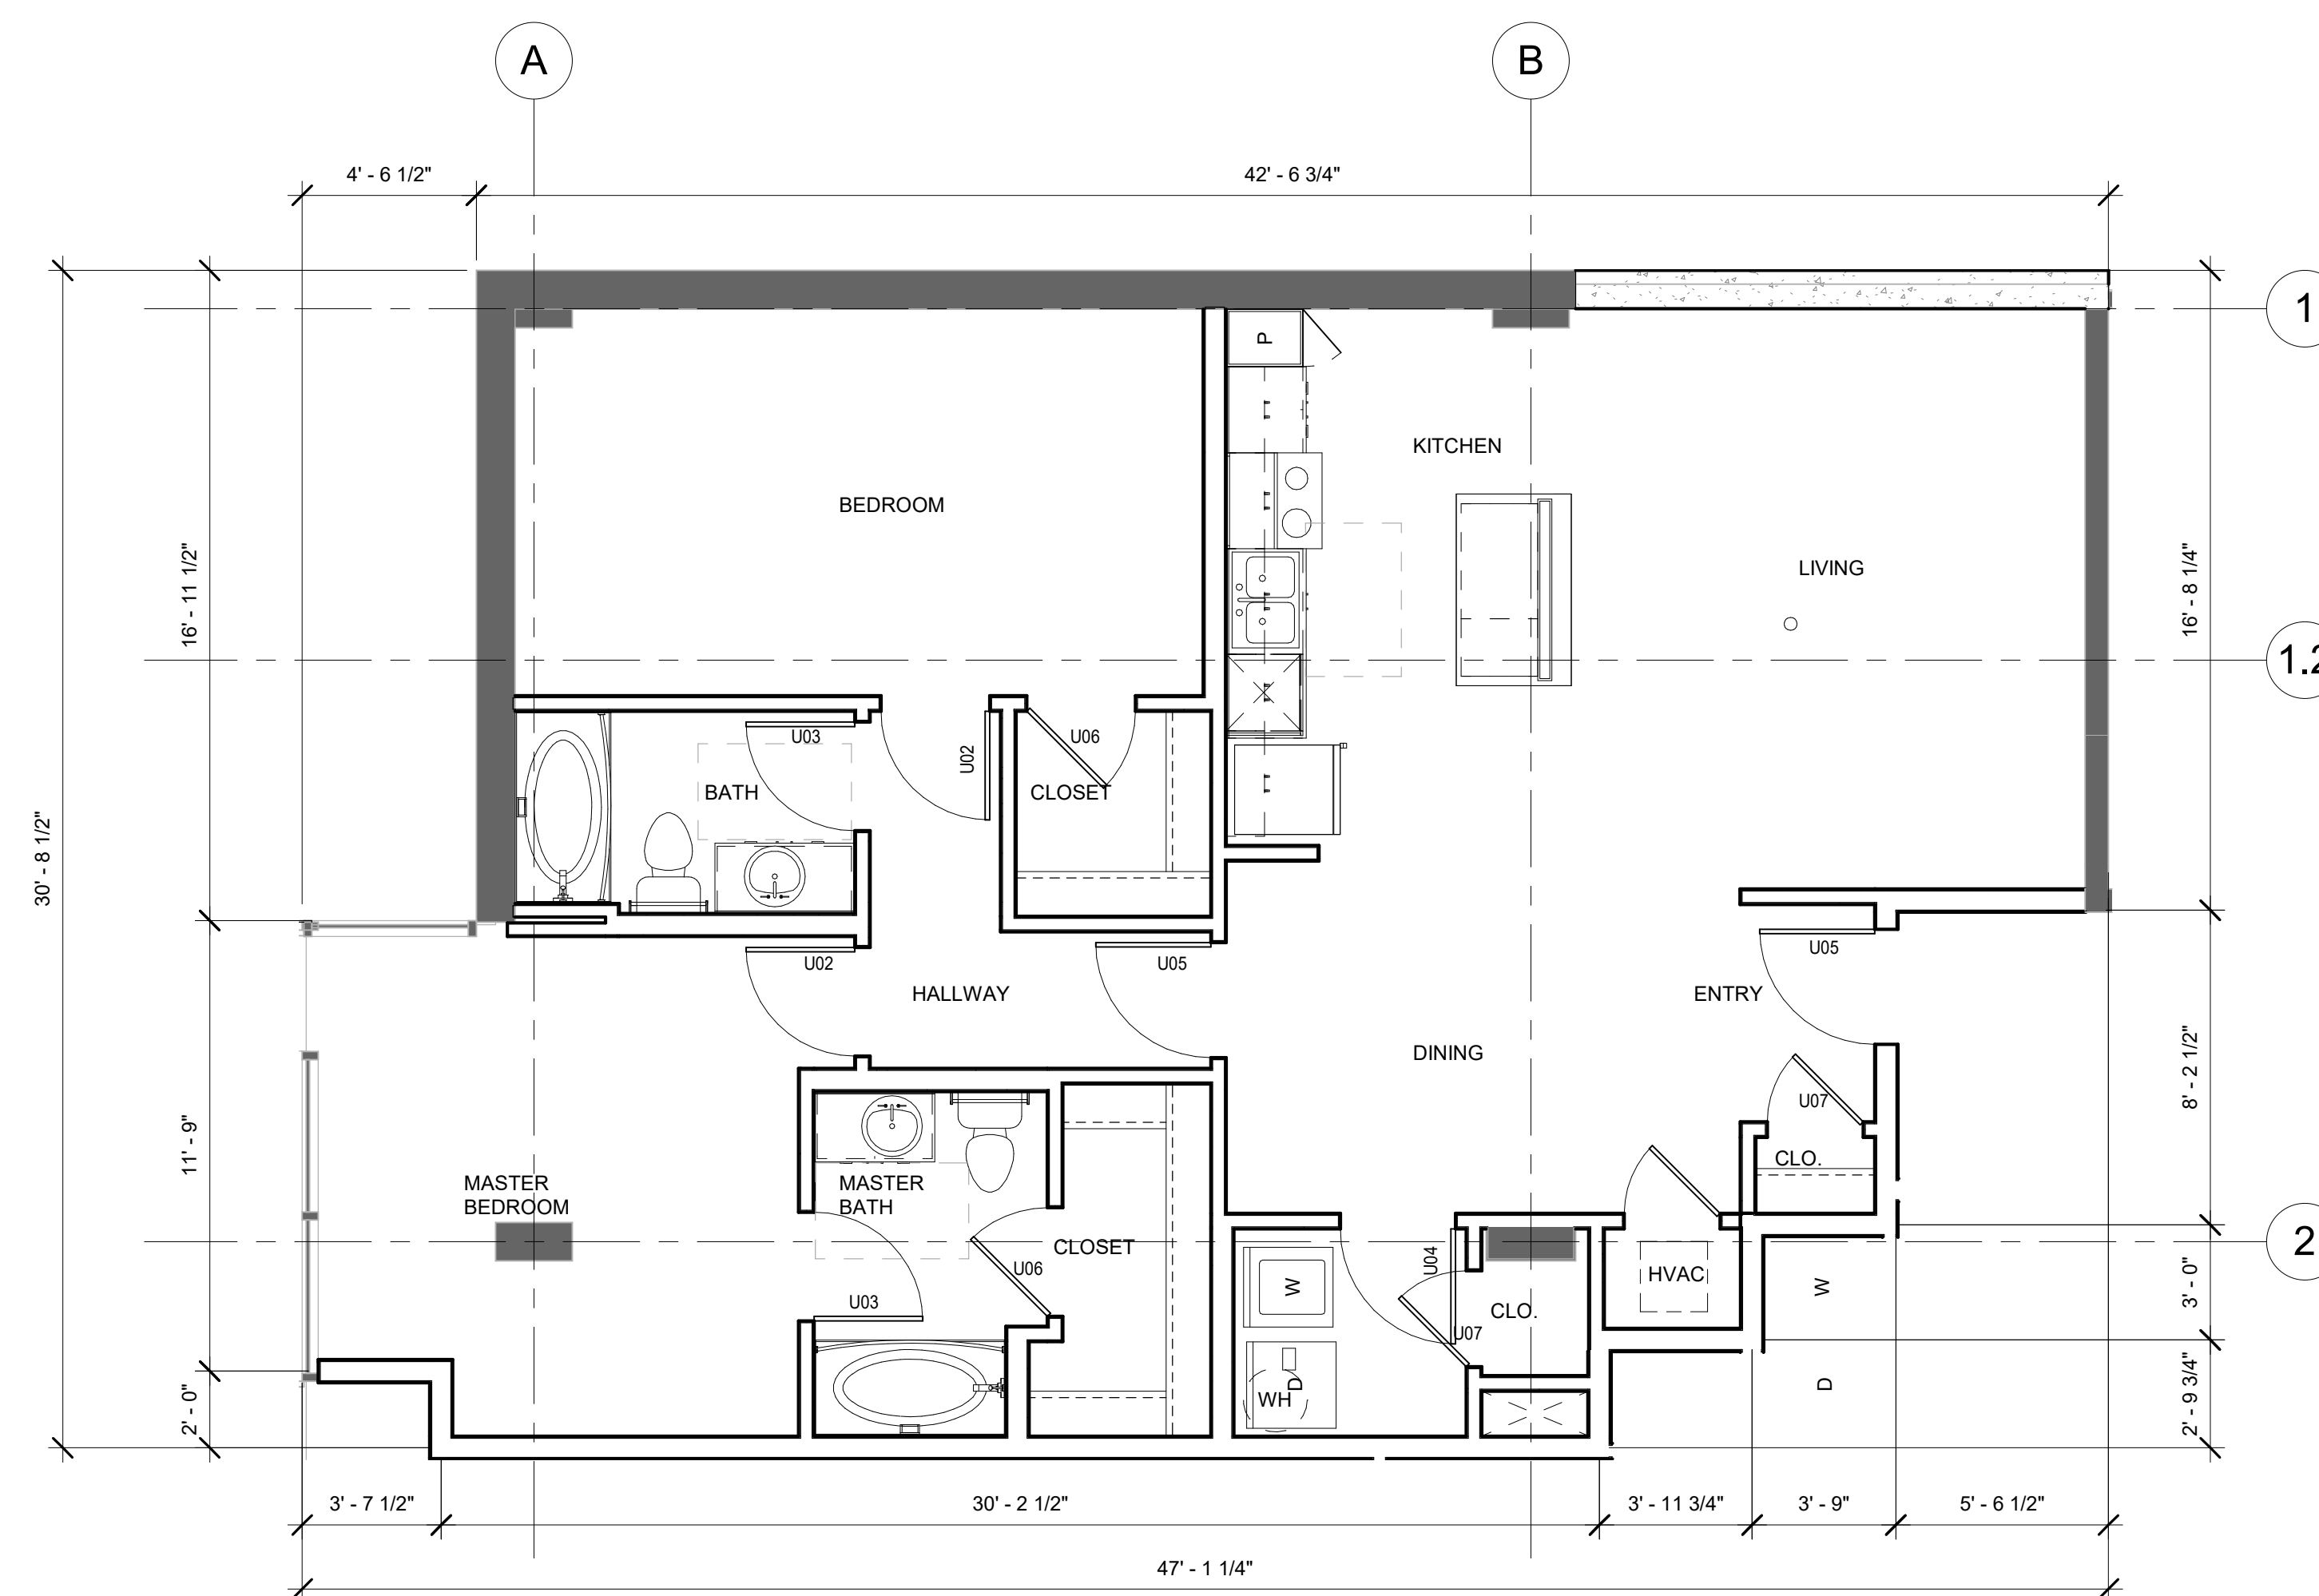 A
B
4' - 6 1/2"
42' - 6 3/4"
1
P
KITCHEN
BEDROOM
16' - 11 1/2"
LIVING
16' - 8 1/4"
1.2
U03
U02
U06
BATH
CLOSET
30' - 8 1/2"
U02
U05
U05
HALLWAY
ENTRY
DINING
8' - 2 1/2"
11' - 9"
U07
CLO.
MASTER
BEDROOM
MASTER
BATH
CLOSET
2
U06
U04
HVAC
W
W
3' - 0"
U03
CLO.
U07
WH
D
D
2' - 0"
2' - 9 3/4"
3' - 7 1/2"
30' - 2 1/2"
3' - 11 3/4"
3' - 9"
5' - 6 1/2"
47' - 1 1/4"